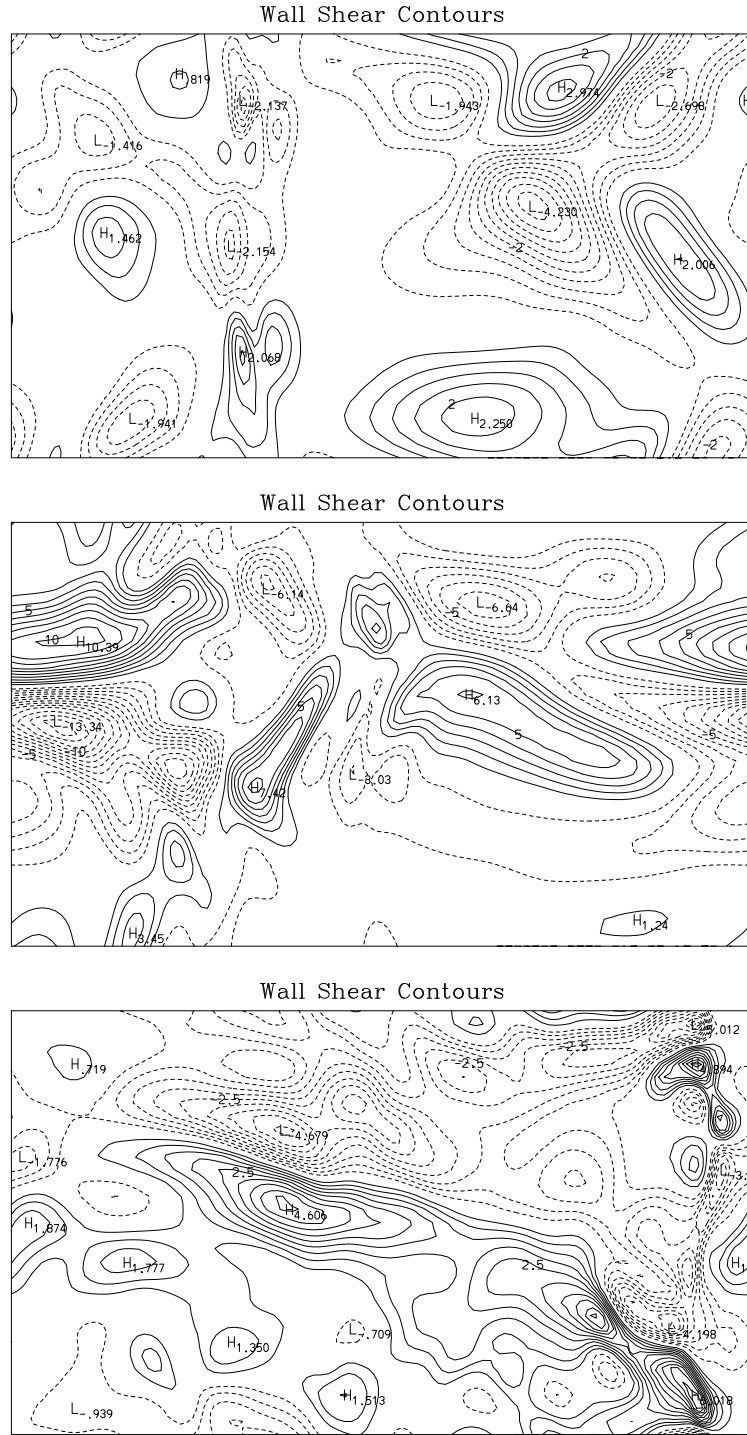 Wall Shear Contours
2
H.819
-2
H2.974
L-2.137
L-1.943
L-2.698
L-1.416
L-4.230
H1.462
L-2.154
-2
H2.006
H2.068
2
L-1.941
H2.250
-2
Wall Shear Contours
L-6.14
L-6.64
5
-5
10
H10.39
5
H6.13
5
L-13.34
-5
5
-5
-10
H7.42
H3.45
H1.24
Wall Shear Contours
-2.5
H.719
-2.5
-2.5
L-4.679
L-1.776
2.5
H1.874
H4.606
H1.777
2.5
L-.709
L-4.198
H1.350
H1.513
L-.939